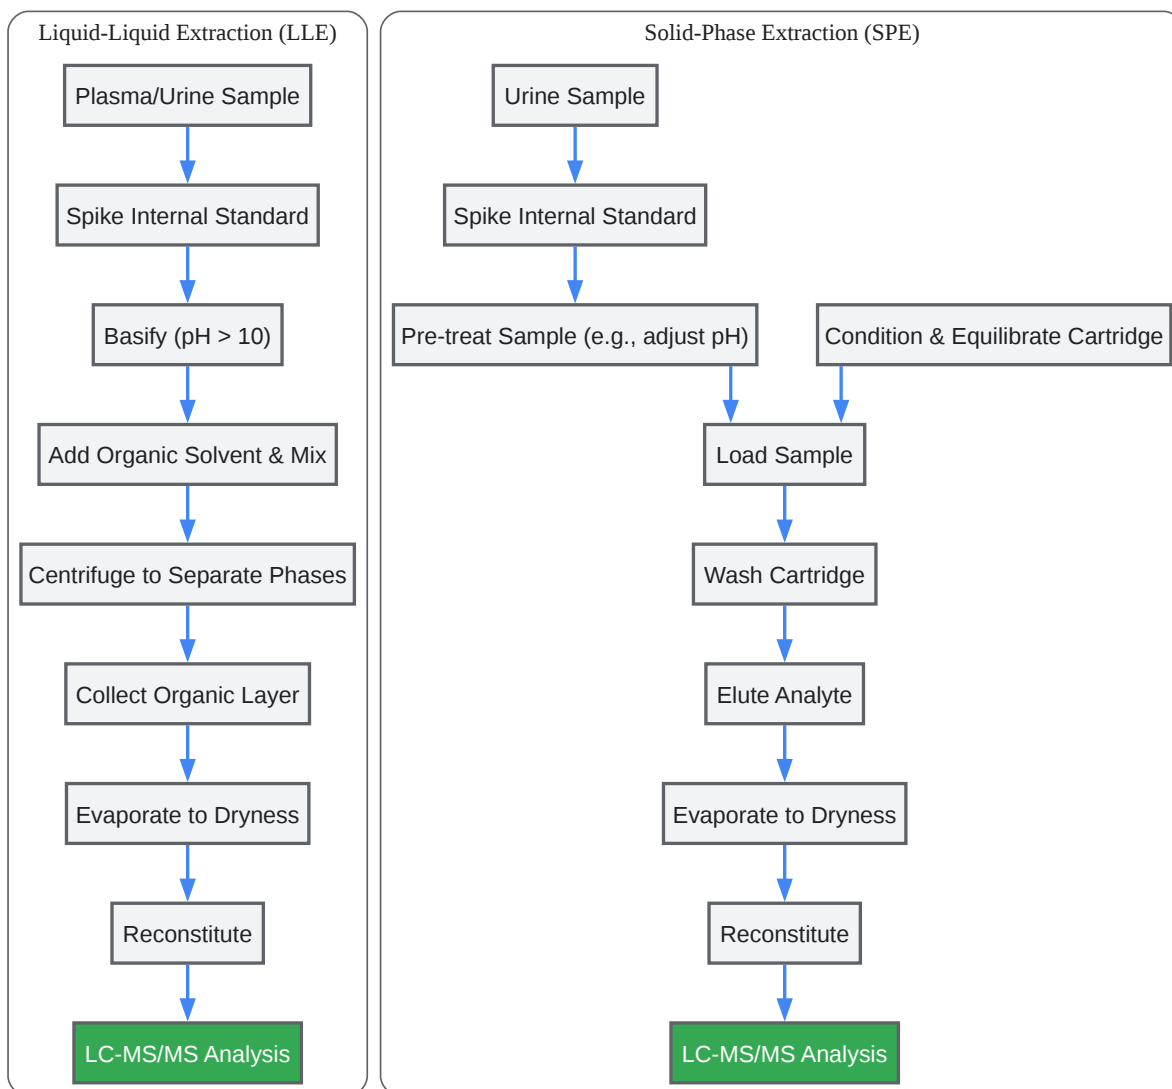 Liquid-Liquid Extraction (LLE)
Plasma/Urine Sample
Spike Internal Standard
Basify (pH > 10)
Add Organic Solvent & Mix
Centrifuge to Separate Phases
Collect Organic Layer
Evaporate to Dryness
Reconstitute
LC-MS/MS Analysis
Solid-Phase Extraction (SPE)
Urine Sample
Spike Internal Standard
Pre-treat Sample (e.g., adjust pH)
Condition & Equilibrate Cartridge
Load Sample
Wash Cartridge
Elute Analyte
Evaporate to Dryness
Reconstitute
LC-MS/MS Analysis